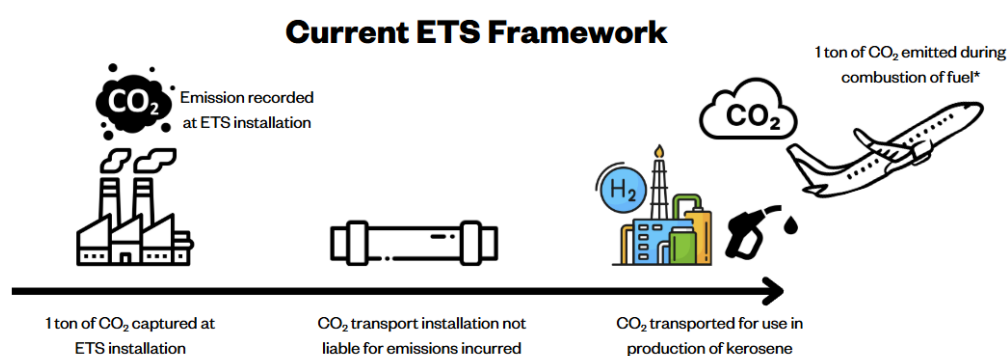 Current ETS Framework
1 ton of CO₂ emitted during
combustion of fuel*
CO₂
Emission recorded
at ETS installation
CO₂
H₂
1 ton of CO₂ captured at
ETS installation
CO₂ transport installation not
liable for emissions incurred
CO₂ transported for use in
production of kerosene